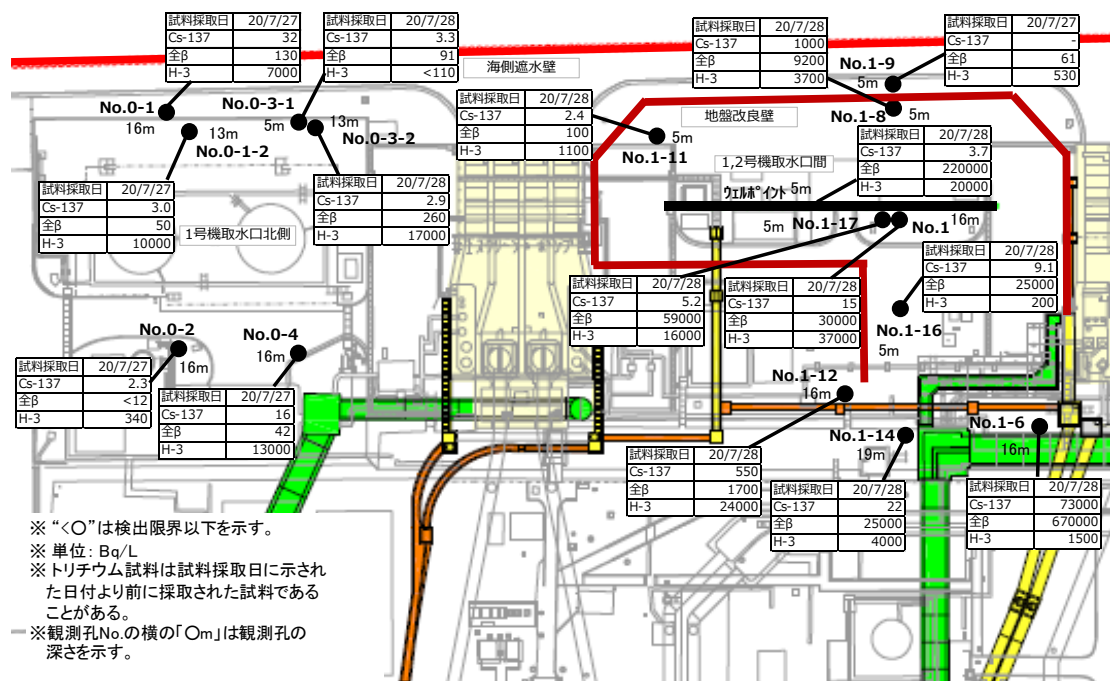 試料採取日 20/7/27
Cs-137 32
全β 130
H-3 7000
試料採取日 20/7/28
Cs-137 3.3
全β 91
H-3 <110
海側遮水壁
試料採取日 20/7/28
Cs-137 1000
全β 9200
H-3 3700
試料採取日 20/7/27
Cs-137 -
全β 61
H-3 530
No.0-1
16m
No.0-3-1
5m
13m
No.0-3-2
13m
No.0-1-2
試料採取日 20/7/28
Cs-137 2.4
全β 100
H-3 1100
5m
No.1-11
地盤改良壁
No.1-9
5m
No.1-8
5m
1,2号機取水口間
試料採取日 20/7/28
Cs-137 3.7
全β 220000
H-3 20000
試料採取日 20/7/27
Cs-137 3.0
全β 50
H-3 10000
1号機取水口北側
試料採取日 20/7/28
Cs-137 2.9
全β 260
H-3 17000
ウェルポイント 5m
5m
No.1-17
No.1
16m
試料採取日 20/7/28
Cs-137 5.2
全β 59000
H-3 16000
試料採取日 20/7/28
Cs-137 15
全β 30000
H-3 37000
試料採取日 20/7/28
Cs-137 9.1
全β 25000
H-3 200
No.1-16
5m
No.0-2
16m
No.0-4
16m
試料採取日 20/7/27
Cs-137 2.3
全β <12
H-3 340
試料採取日 20/7/27
Cs-137 16
全β 42
H-3 13000
No.1-12
16m
No.1-14
19m
No.1-6
16m
試料採取日 20/7/28
Cs-137 550
全β 1700
H-3 24000
試料採取日 20/7/28
Cs-137 22
全β 25000
H-3 4000
試料採取日 20/7/28
Cs-137 73000
全β 670000
H-3 1500
※ “<〇”は検出限界以下を示す。
※ 単位: Bq/L
※ トリチウム試料は試料採取日に示され
た日付より前に採取された試料である
ことがある。
※観測孔No.の横の「〇m」は観測孔の
深さを示す。